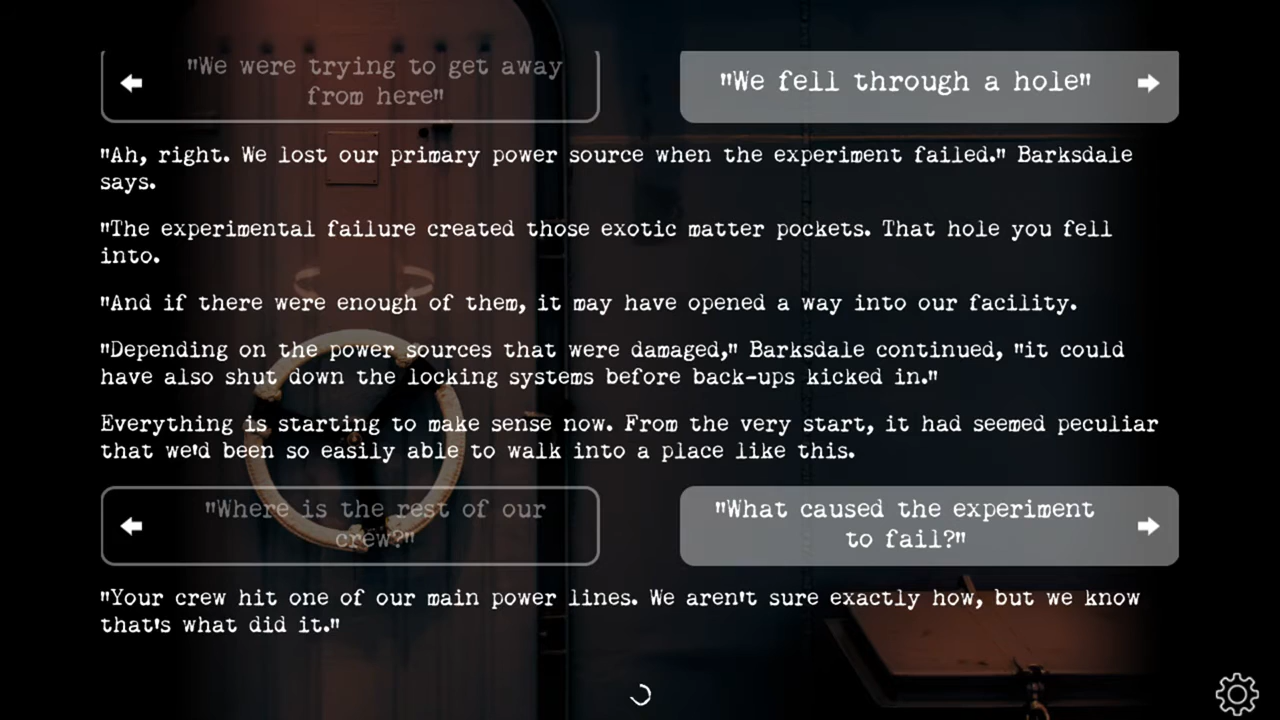 "We were trying to get away
from here"
"We fell through a hole"
"Ah, right. We lost our primary power source when the experiment failed." Barksdale
says.
"The experimental failure created those exotic matter pockets. That hole you fell
into.
"And if there were enough of them, it may have opened a way into our facility.
"Depending on the power sources that were damaged," Barksdale continued, "it could
have also shut down the locking systems before back-ups kicked in."
Everything is starting to make sense now. From the very start, it had seemed peculiar
that we'd been so easily able to walk into a place like this.
"Where is the rest of our
crew?"
"What caused the experiment
to fail?"
"Your crew hit one of our main power lines. We aren't sure exactly how, but we know
that's what did it."